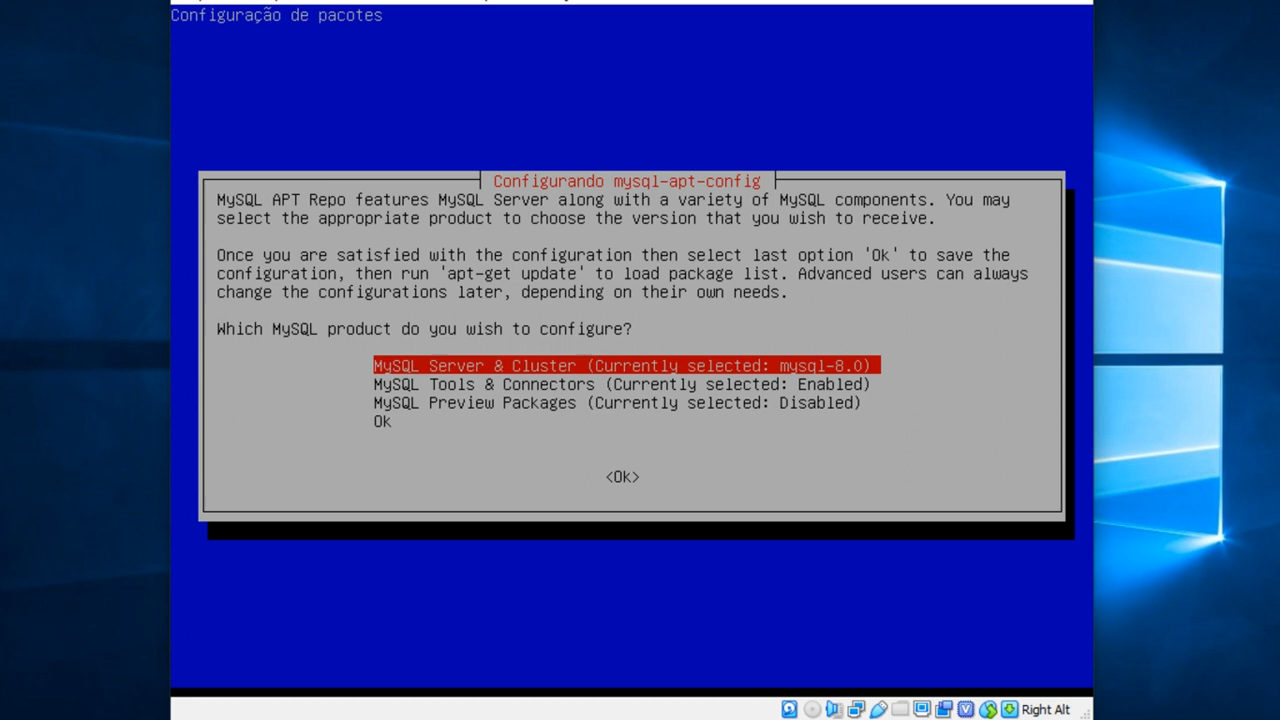 Configuração de pacotes
Configurando mysql-apt-config
MySQL APT Repo features MySQL Server along with a variety of MySQL components. You may
select the appropriate product to choose the version that you wish to receive.
Once you are satisfied with the configuration then select last option 'Ok' to save the
configuration, then run 'apt-get update' to load package list. Advanced users can always
change the configurations later, depending on their own needs.
Which MySQL product do you wish to configure?
MySQL Server & Cluster (Currently selected: mysql-8.0)
MySQL Tools & Connectors (Currently selected: Enabled)
MySQL Preview Packages (Currently selected: Disabled)
Ok
<Ok>
Right Alt